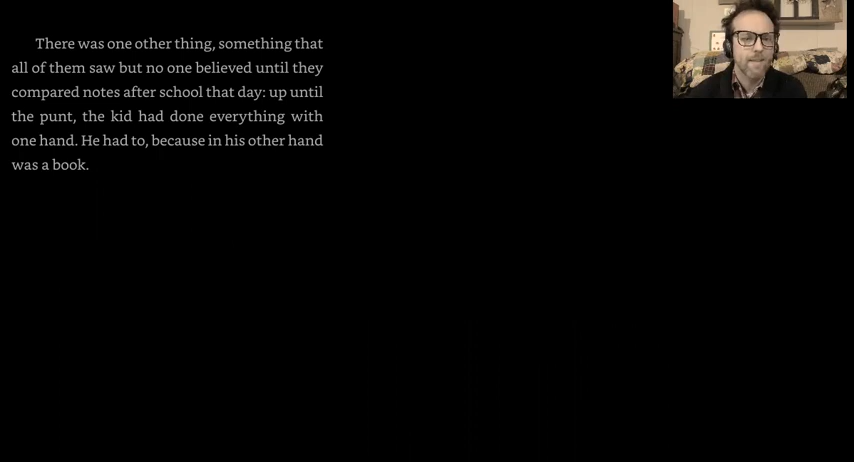 There was one other thing, something that
all of them saw but no one believed until they
compared notes after school that day: up until
the punt, the kid had done everything with
one hand. He had to, because in his other hand
was a book.